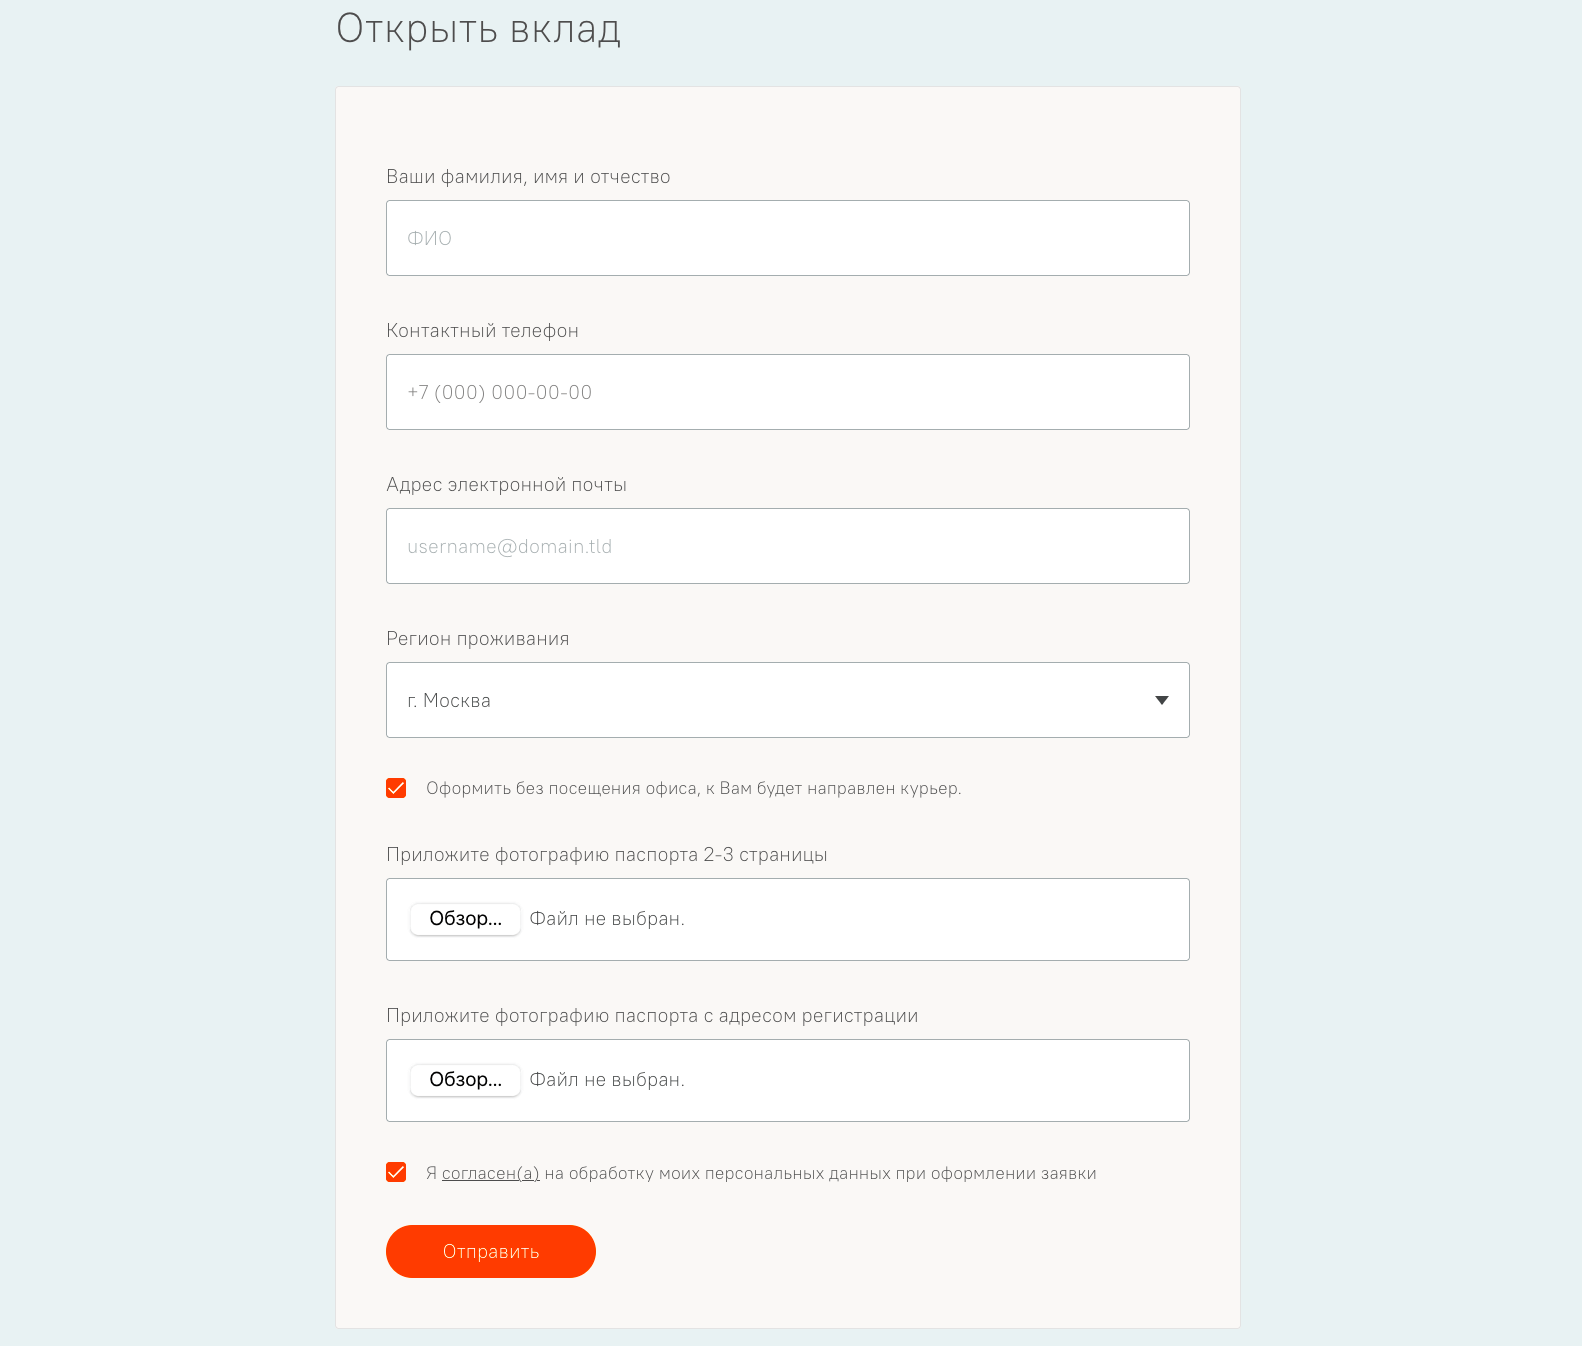 Открыть вклад
Ваши фамилия, имя и отчество
ФИО
Контактный телефон
+7 (000) 000-00-00
Адрес электронной почты
username@domain.tld
Регион проживания
г. Москва
Оформить без посещения офиса, к Вам будет направлен курьер.
Приложите фотографию паспорта 2-3 страницы
Обзор... Файл не выбран.
Приложите фотографию паспорта с адресом регистрации
Обзор... Файл не выбран.
Я согласен(а) на обработку моих персональных данных при оформлении заявки
Отправить